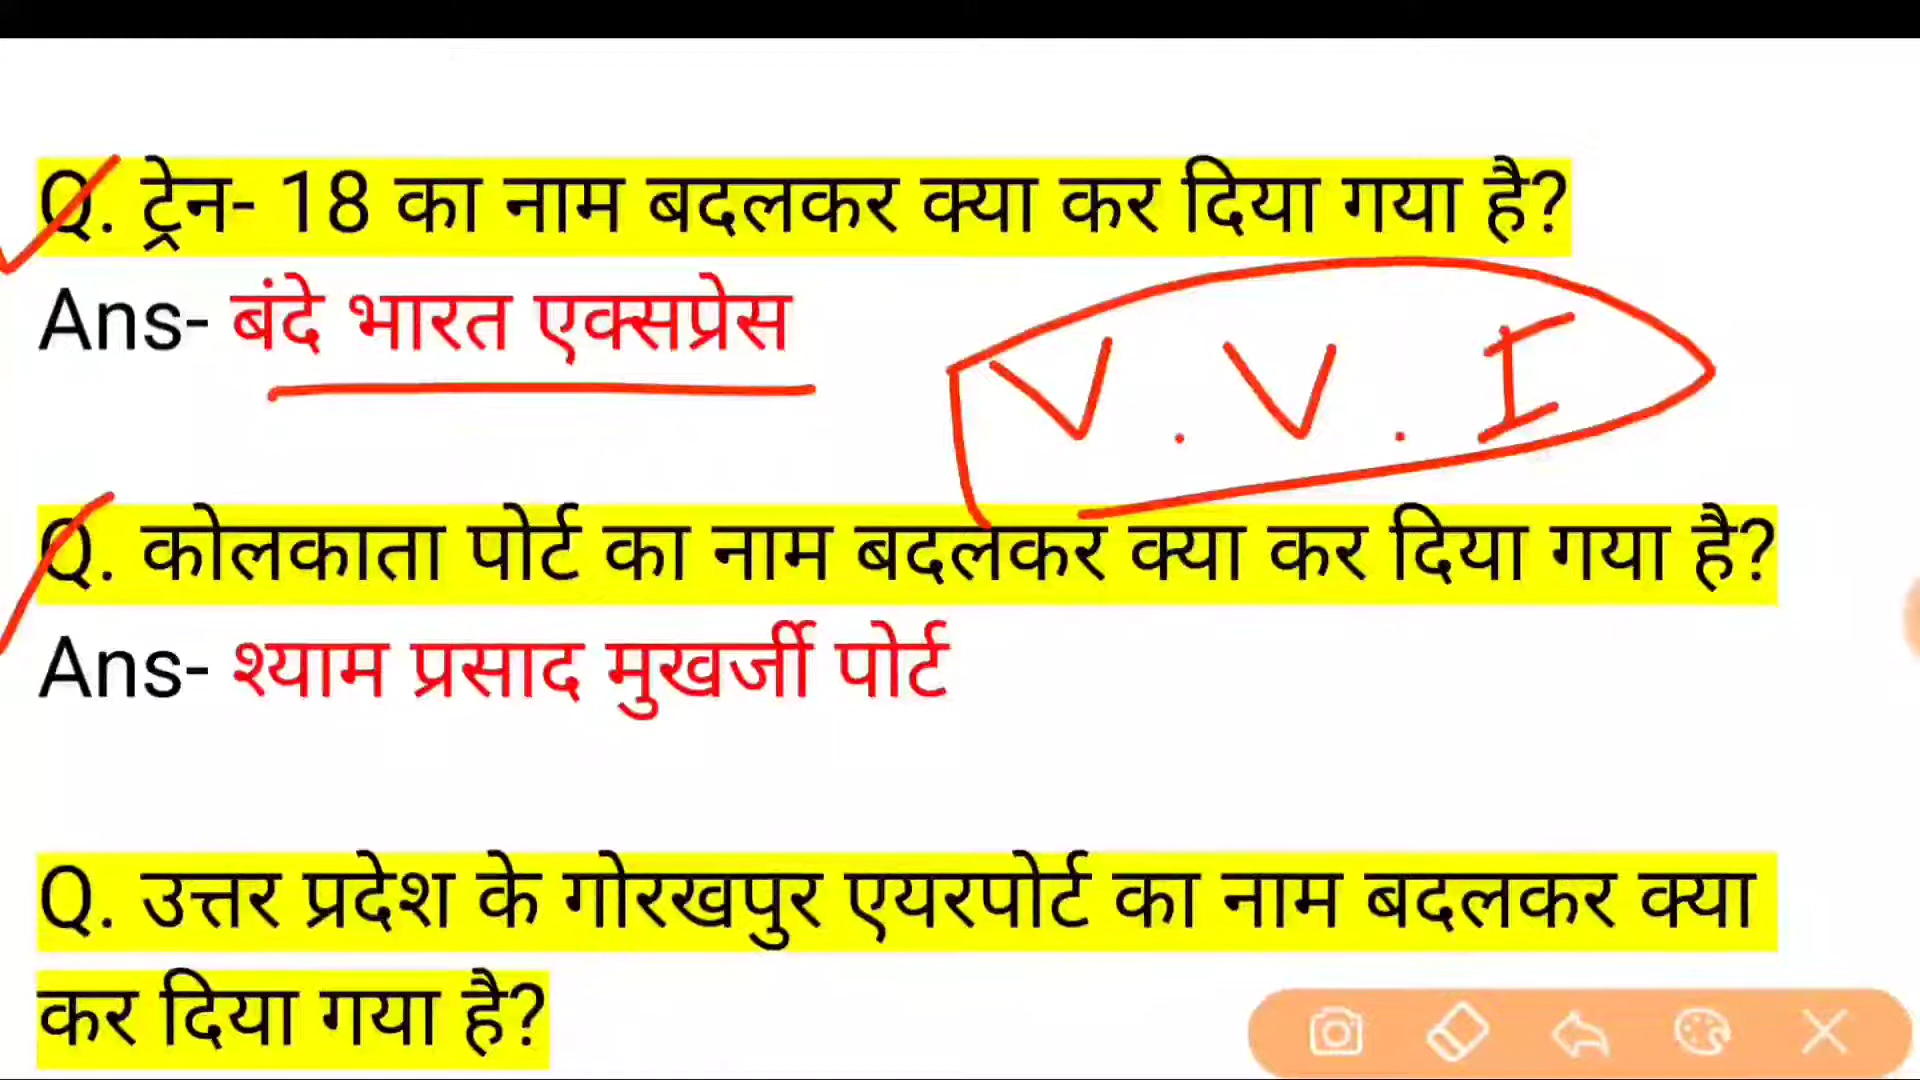 Q. ट्रेन- 18 का नाम बदलकर क्या कर दिया गया है?
Ans- बंदे भारत एक्सप्रेस
V . V . I
Q. कोलकाता पोर्ट का नाम बदलकर क्या कर दिया गया है?
Ans- श्याम प्रसाद मुखर्जी पोर्ट
Q. उत्तर प्रदेश के गोरखपुर एयरपोर्ट का नाम बदलकर क्या
कर दिया गया है?